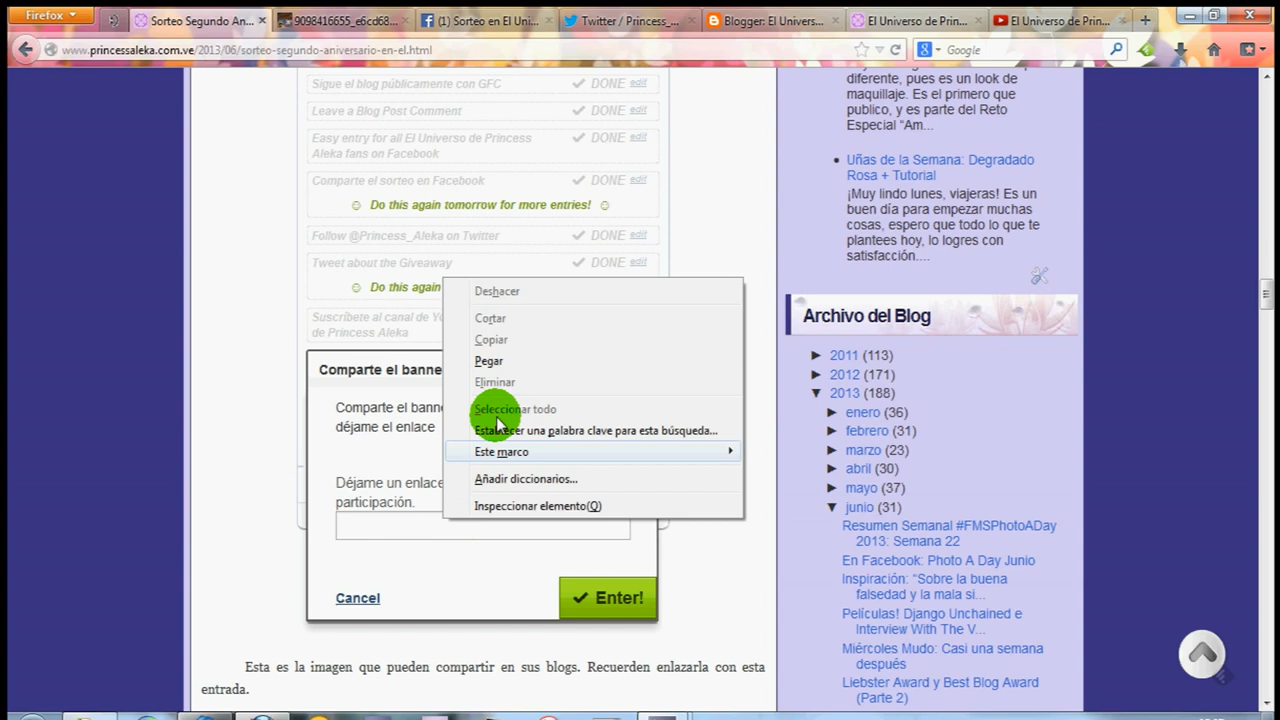 Firefox
Sorteo Segundo An...
9098416655_e6cd68...
(1) Sorteo en El Uni...
Twitter / Princess_...
Blogger: El Univers...
El Universo de Prin...
El Universo de Prin...
www.princessaleka.com.ve/2013/06/sorteo-segundo-aniversario-en-el.html
Google
Sigue el blog públicamente con GFC
DONE edit
Leave a Blog Post Comment
DONE edit
Easy entry for all El Universo de Princess
Aleka fans on Facebook
DONE edit
Comparte el sorteo en Facebook
DONE edit
Do this again tomorrow for more entries!
Follow @Princess_Aleka on Twitter
DONE edit
Tweet about the Giveaway
DONE edit
Do this again
Suscríbete al canal de Yo
de Princess Aleka
Comparte el banne
Comparte el bann
déjame el enlace
Déjame un enlace
participación.
Cancel
Enter!
Deshacer
Cortar
Copiar
Pegar
Eliminar
Seleccionar todo
Establecer una palabra clave para esta búsqueda...
Este marco
Añadir diccionarios...
Inspeccionar elemento(Q)
Esta es la imagen que pueden compartir en sus blogs. Recuerden enlazarla con esta
entrada.
diferente, pues es un look de
maquillaje. Es el primero que
publico, y es parte del Reto
Especial “Am...
Uñas de la Semana: Degradado
Rosa + Tutorial
¡Muy lindo lunes, viajeras! Es un
buen día para empezar muchas
cosas, espero que todo lo que te
plantees hoy, lo logres con
satisfacción....
Archivo del Blog
► 2011 (113)
► 2012 (171)
▼ 2013 (188)
► enero (36)
► febrero (31)
► marzo (33)
► abril (30)
► mayo (37)
▼ junio (31)
Resumen Semanal #FMSPhotoADay
2013: Semana 22
En Facebook: Photo A Day Junio
Inspiración: “Sobre la buena
falsedad y la mala si...
Películas! Django Unchained e
Interview With The V...
Miércoles Mudo: Casi una semana
después
Liebster Award y Best Blog Award
(Parte 2)